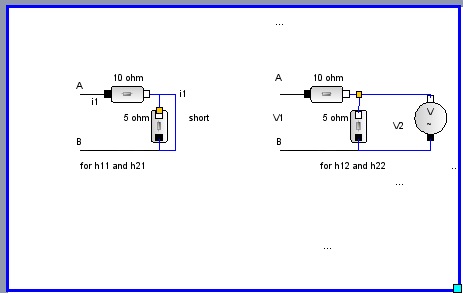 ...
A 10 ohm i1
i1
5 ohm short
B
for h11 and h21
A 10 ohm
V1 5 ohm V2 V ~
B
for h12 and h22
..
...
...